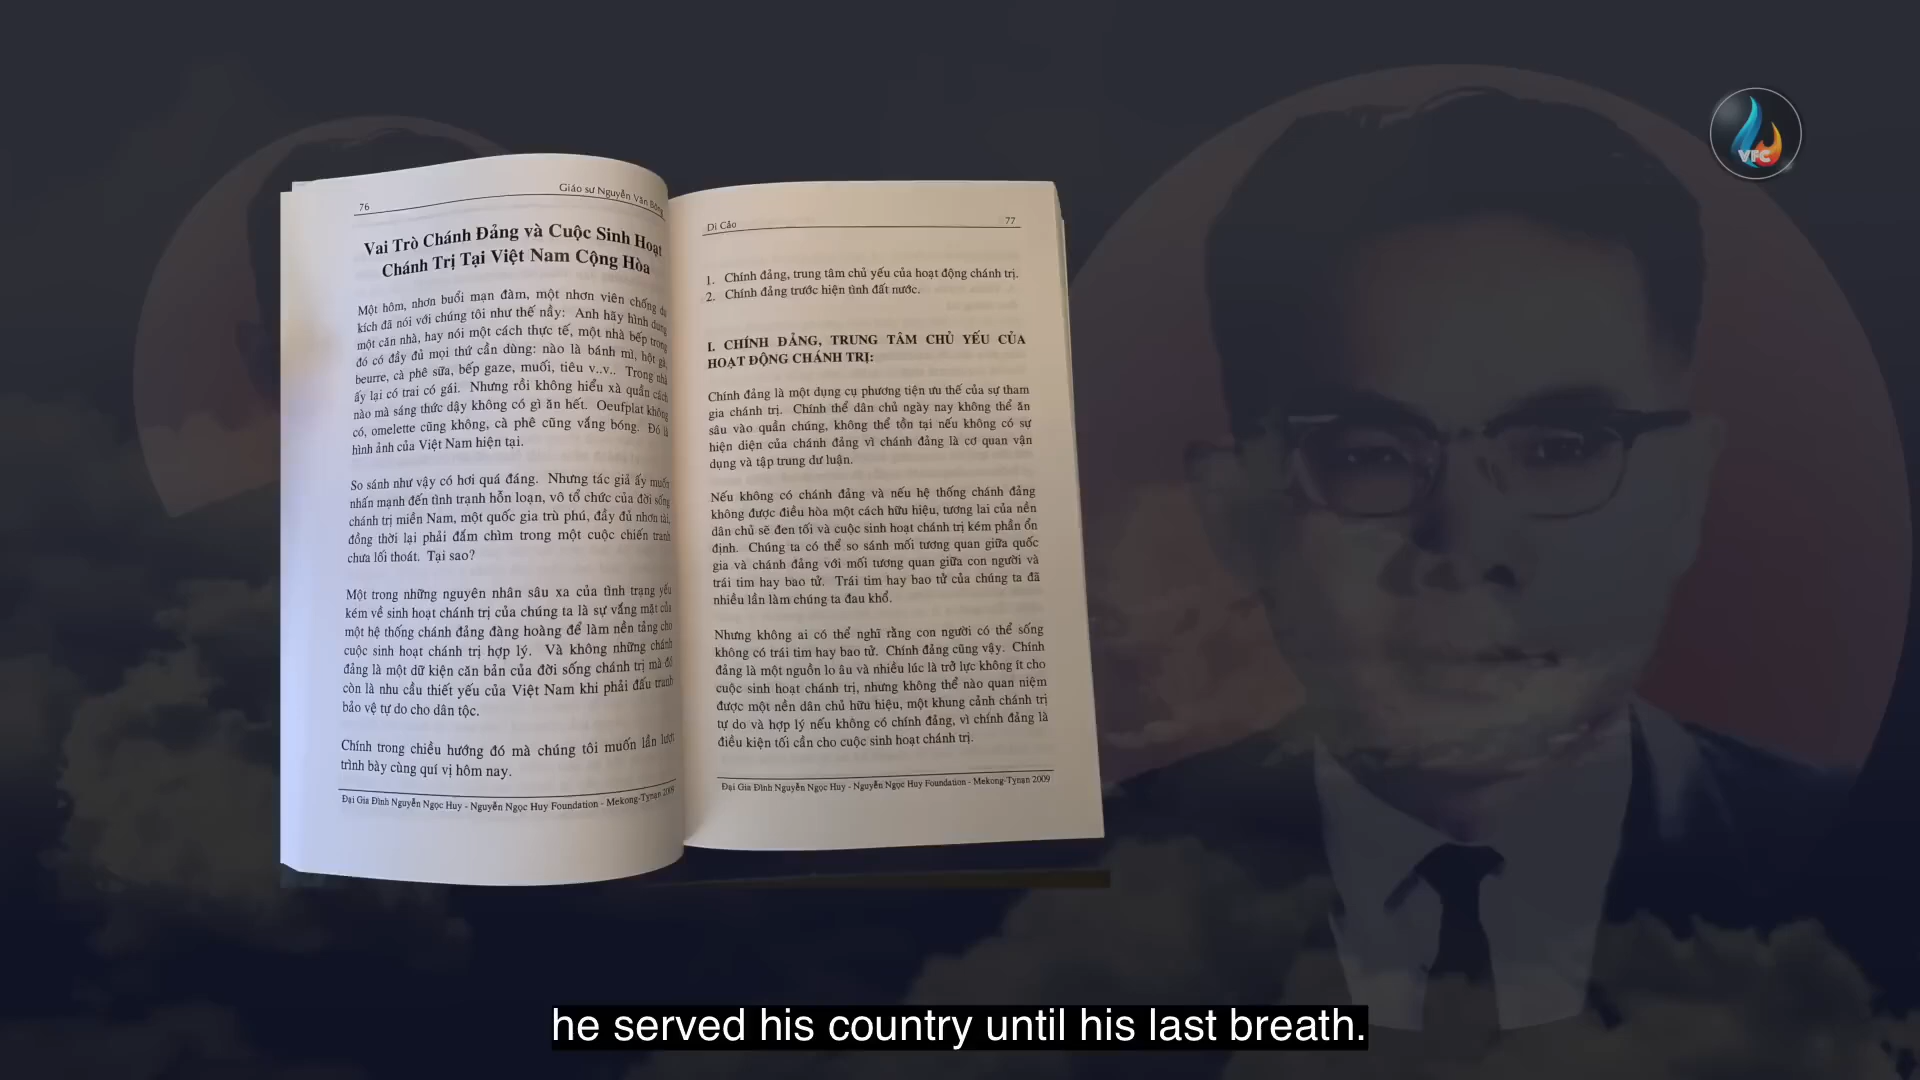 VFC
76
Giáo sư Nguyễn Văn Bông
Vai Trò Chánh Đảng và Cuộc Sinh Hoạt
Chánh Trị Tại Việt Nam Cộng Hòa
Một hôm, nhơn buổi mạn đàm, một nhơn viên chống du
kích đã nói với chúng tôi như thế nầy: Anh hãy hình dung
một căn nhà, hay nói một cách thực tế, một nhà bếp trong
đó có đầy đủ mọi thứ cần dùng: nào là bánh mì, hột gà,
beurre, cà phê sữa, bếp gaze, muối, tiêu v..v.. Trong nhà
ấy lại có trai có gái. Nhưng rồi không hiểu xà quần cách
nào mà sáng thức dậy không có gì ăn hết. Oeufplat không
có, omelette cũng không, cà phê cũng vắng bóng. Đó là
hình ảnh của Việt Nam hiện tại.
So sánh như vậy có hơi quá đáng. Nhưng tác giả ấy muốn
nhấn mạnh đến tình trạnh hỗn loạn, vô tổ chức của đời sống
chánh trị miền Nam, một quốc gia trù phú, đầy đủ nhơn tài,
đồng thời lại phải đắm chìm trong một cuộc chiến tranh
chưa lối thoát. Tại sao?
Một trong những nguyên nhân sâu xa của tình trạng yếu
kém về sinh hoạt chánh trị của chúng ta là sự vắng mặt của
một hệ thống chánh đảng đàng hoàng để làm nền tảng cho
cuộc sinh hoạt chánh trị hợp lý. Và không những chánh
đảng là một dữ kiện căn bản của đời sống chánh trị mà đó
còn là nhu cầu thiết yếu của Việt Nam khi phải đấu tranh
bảo vệ tự do cho dân tộc.
Chính trong chiều hướng đó mà chúng tôi muốn lần lượt
trình bày cùng quí vị hôm nay.
Đại Gia Đình Nguyễn Ngọc Huy - Nguyễn Ngọc Huy Foundation - Mekong-Tynan 2009
Di Cảo
77
1. Chính đảng, trung tâm chủ yếu của hoạt động chánh trị.
2. Chính đảng trước hiện tình đất nước.
I. CHÍNH ĐẢNG, TRUNG TÂM CHỦ YẾU CỦA
HOẠT ĐỘNG CHÁNH TRỊ:
Chính đảng là một dụng cụ phương tiện ưu thế của sự tham
gia chánh trị. Chính thể dân chủ ngày nay không thể ăn
sâu vào quần chúng, không thể tồn tại nếu không có sự
hiện diện của chánh đảng vì chánh đảng là cơ quan vận
dụng và tập trung dư luận.
Nếu không có chánh đảng và nếu hệ thống chánh đảng
không được điều hòa một cách hữu hiệu, tương lai của nền
dân chủ sẽ đen tối và cuộc sinh hoạt chánh trị kém phần ổn
định. Chúng ta có thể so sánh mối tương quan giữa quốc
gia và chánh đảng với mối tương quan giữa con người và
trái tim hay bao tử. Trái tim hay bao tử của chúng ta đã
nhiều lần làm chúng ta đau khổ.
Nhưng không ai có thể nghĩ rằng con người có thể sống
không có trái tim hay bao tử. Chính đảng cũng vậy. Chính
đảng là một nguồn lo âu và nhiều lúc là trở lực không ít cho
cuộc sinh hoạt chánh trị, nhưng không thể nào quan niệm
được một nền dân chủ hữu hiệu, một khung cảnh chánh trị
tự do và hợp lý nếu không có chính đảng, vì chính đảng là
điều kiện tối cần cho cuộc sinh hoạt chánh trị.
Đại Gia Đình Nguyễn Ngọc Huy - Nguyễn Ngọc Huy Foundation - Mekong-Tynan 2009
he served his country until his last breath.